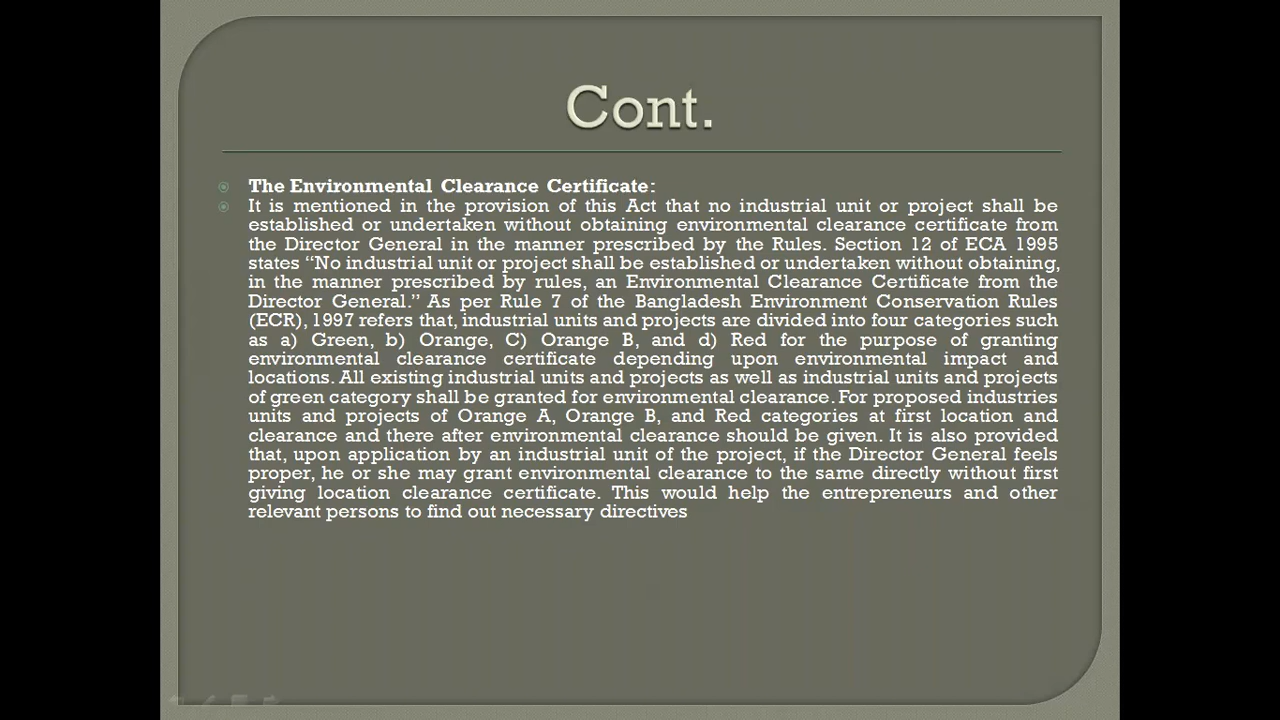 Cont.
The Environmental Clearance Certificate:
It is mentioned in the provision of this Act that no industrial unit or project shall be
established or undertaken without obtaining environmental clearance certificate from
the Director General in the manner prescribed by the Rules. Section 12 of ECA 1995
states “No industrial unit or project shall be established or undertaken without obtaining,
in the manner prescribed by rules, an Environmental Clearance Certificate from the
Director General.” As per Rule 7 of the Bangladesh Environment Conservation Rules
(ECR), 1997 refers that, industrial units and projects are divided into four categories such
as a) Green, b) Orange, C) Orange B, and d) Red for the purpose of granting
environmental clearance certificate depending upon environmental impact and
locations. All existing industrial units and projects as well as industrial units and projects
of green category shall be granted for environmental clearance. For proposed industries
units and projects of Orange A, Orange B, and Red categories at first location and
clearance and there after environmental clearance should be given. It is also provided
that, upon application by an industrial unit of the project, if the Director General feels
proper, he or she may grant environmental clearance to the same directly without first
giving location clearance certificate. This would help the entrepreneurs and other
relevant persons to find out necessary directives